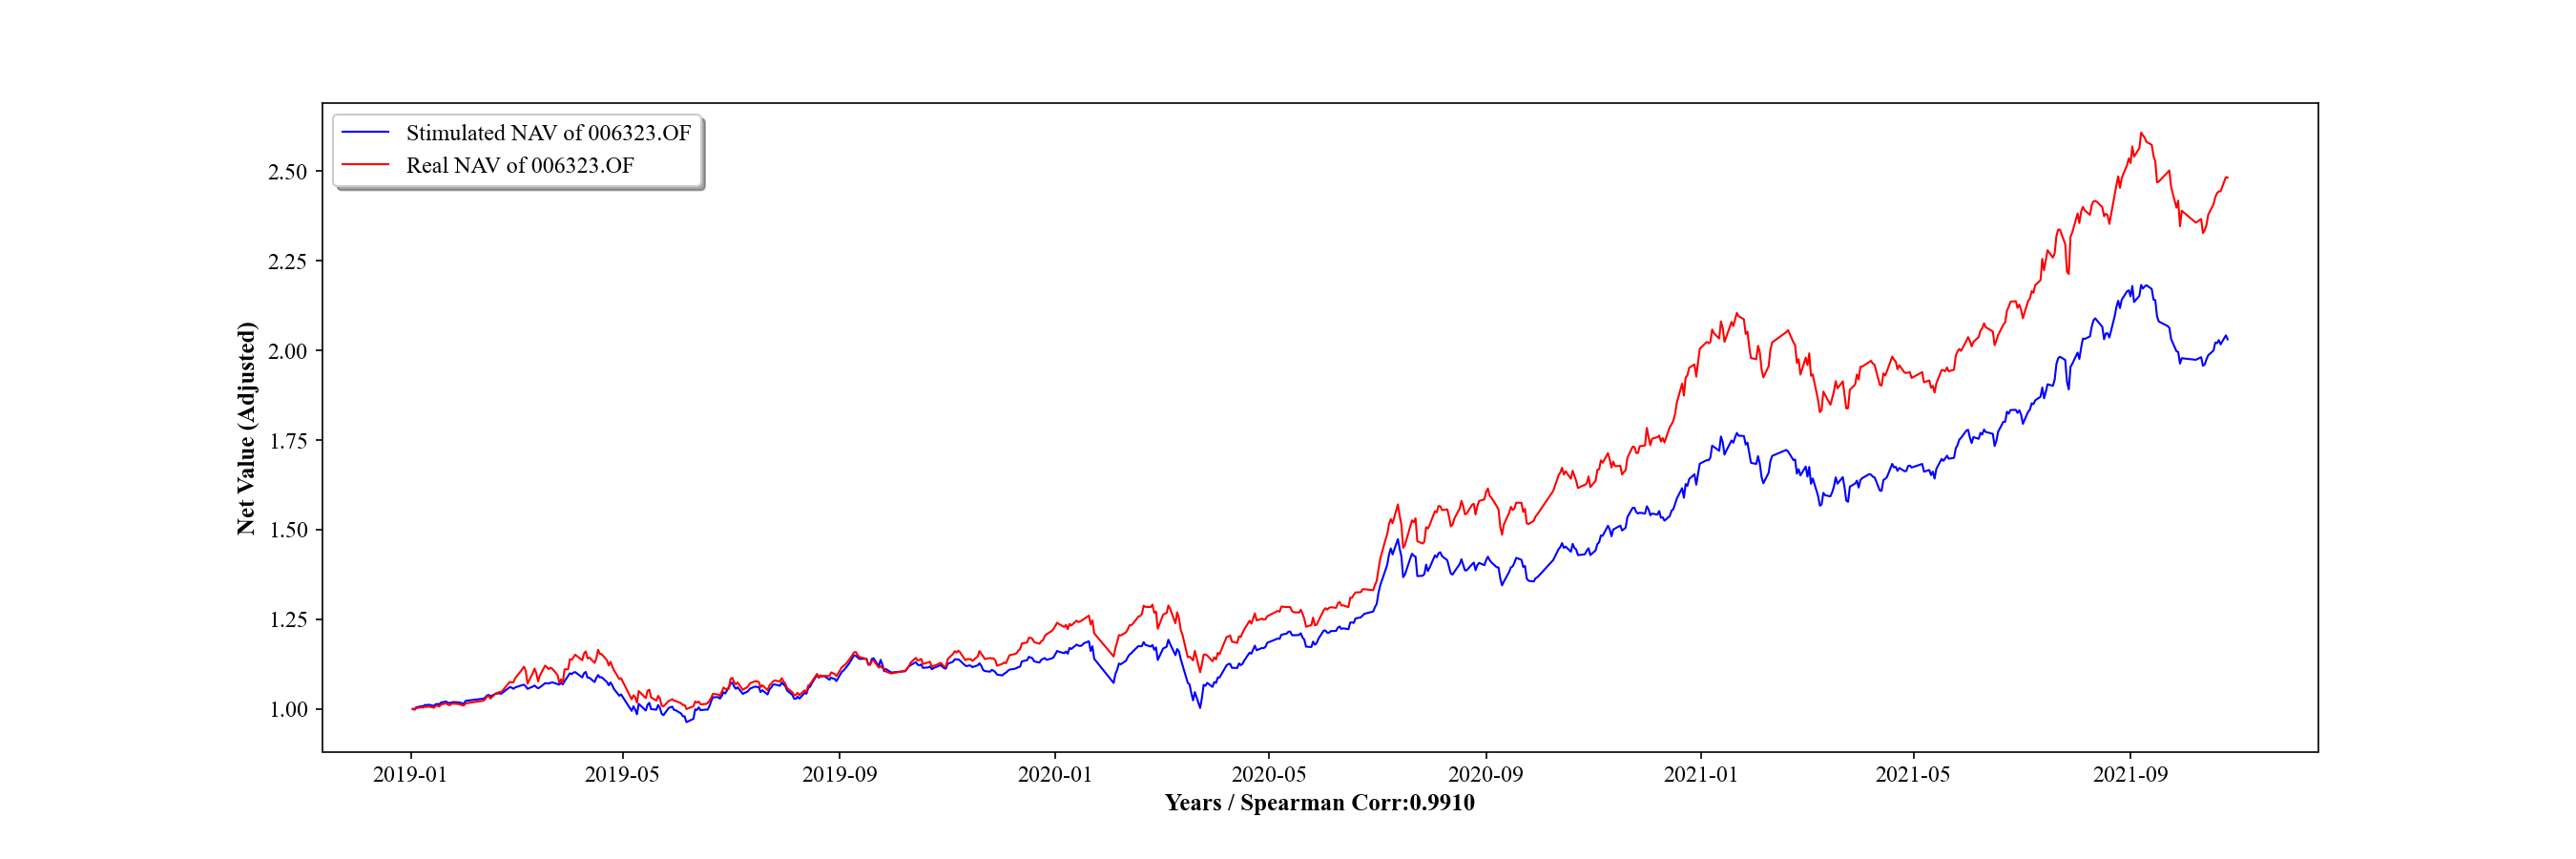 Stimulated NAV of 006323.OF
Real NAV of 006323.OF
Net Value (Adjusted)
2.50
2.25
2.00
1.75
1.50
1.25
1.00
2019-01 2019-05 2019-09 2020-01 2020-05 2020-09 2021-01 2021-05 2021-09
Years / Spearman Corr:0.9910